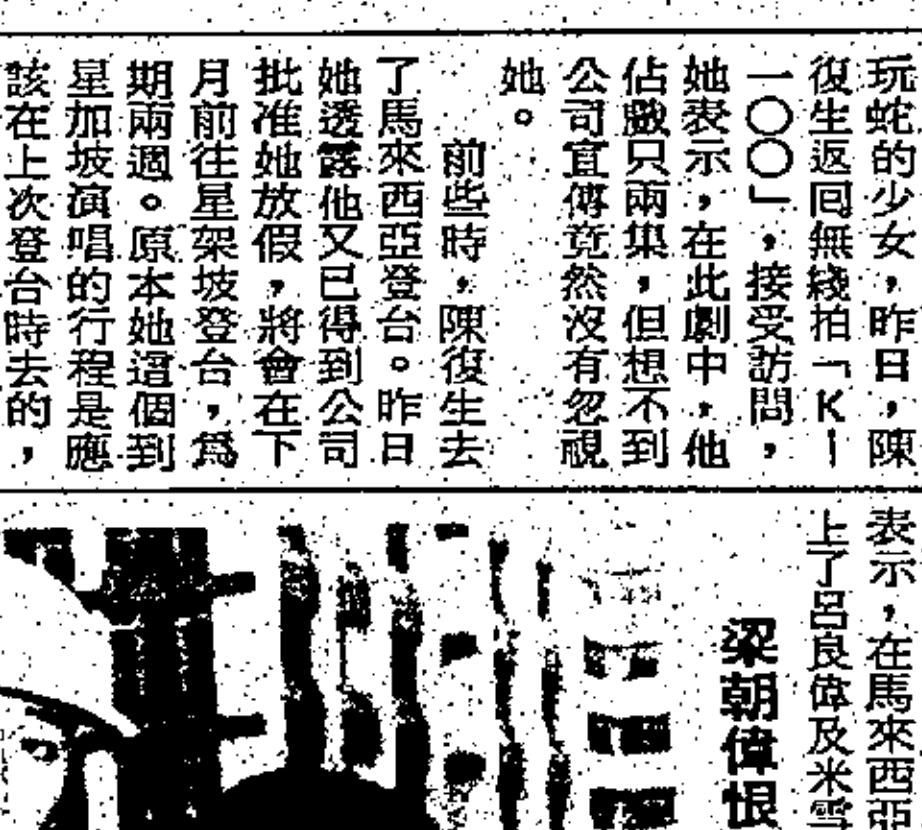 玩蛇的少女，昨日，陳
復生返回無綫拍「K—
一〇〇」，接受訪問，
她表示，在此劇中，他
佔戲只兩集，但想不到
公司宣傳竟然沒有忽視
她。
前些時，陳復生去
了馬來西亞登台。昨日
她透露他又已得到公司
批准她放假，將會在下
月前往星架坡登台，爲
期兩週。原本她這個到
星加坡演唱的行程是應
該在上次登台時去的，
表示，在馬來西亞
上了呂良偉及米雪
梁朝偉恨